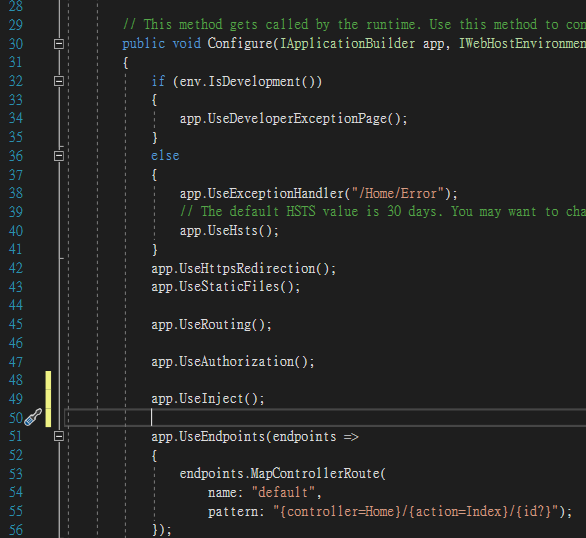 28
29 // This method gets called by the runtime. Use this method to con
30 public void Configure(IApplicationBuilder app, IWebHostEnvironmen
31 {
32 if (env.IsDevelopment())
33 {
34 app.UseDeveloperExceptionPage();
35 }
36 else
37 {
38 app.UseExceptionHandler("/Home/Error");
39 // The default HSTS value is 30 days. You may want to cha
40 app.UseHsts();
41 }
42 app.UseHttpsRedirection();
43 app.UseStaticFiles();
44
45 app.UseRouting();
46
47 app.UseAuthorization();
48
49 app.UseInject();
50
51 app.UseEndpoints(endpoints =>
52 {
53 endpoints.MapControllerRoute(
54 name: "default",
55 pattern: "{controller=Home}/{action=Index}/{id?}");
56 });